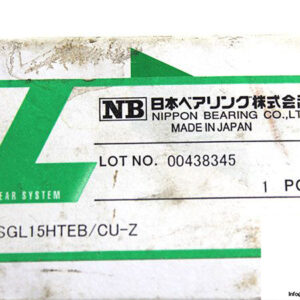 NB 日本ベアリング株式会
NIPPON BEARING CO.,LT
MADE IN JAPAN
LOT NO. 00438345
EAR SYSTEM
1 PC
SGL15HTEB/CU-Z